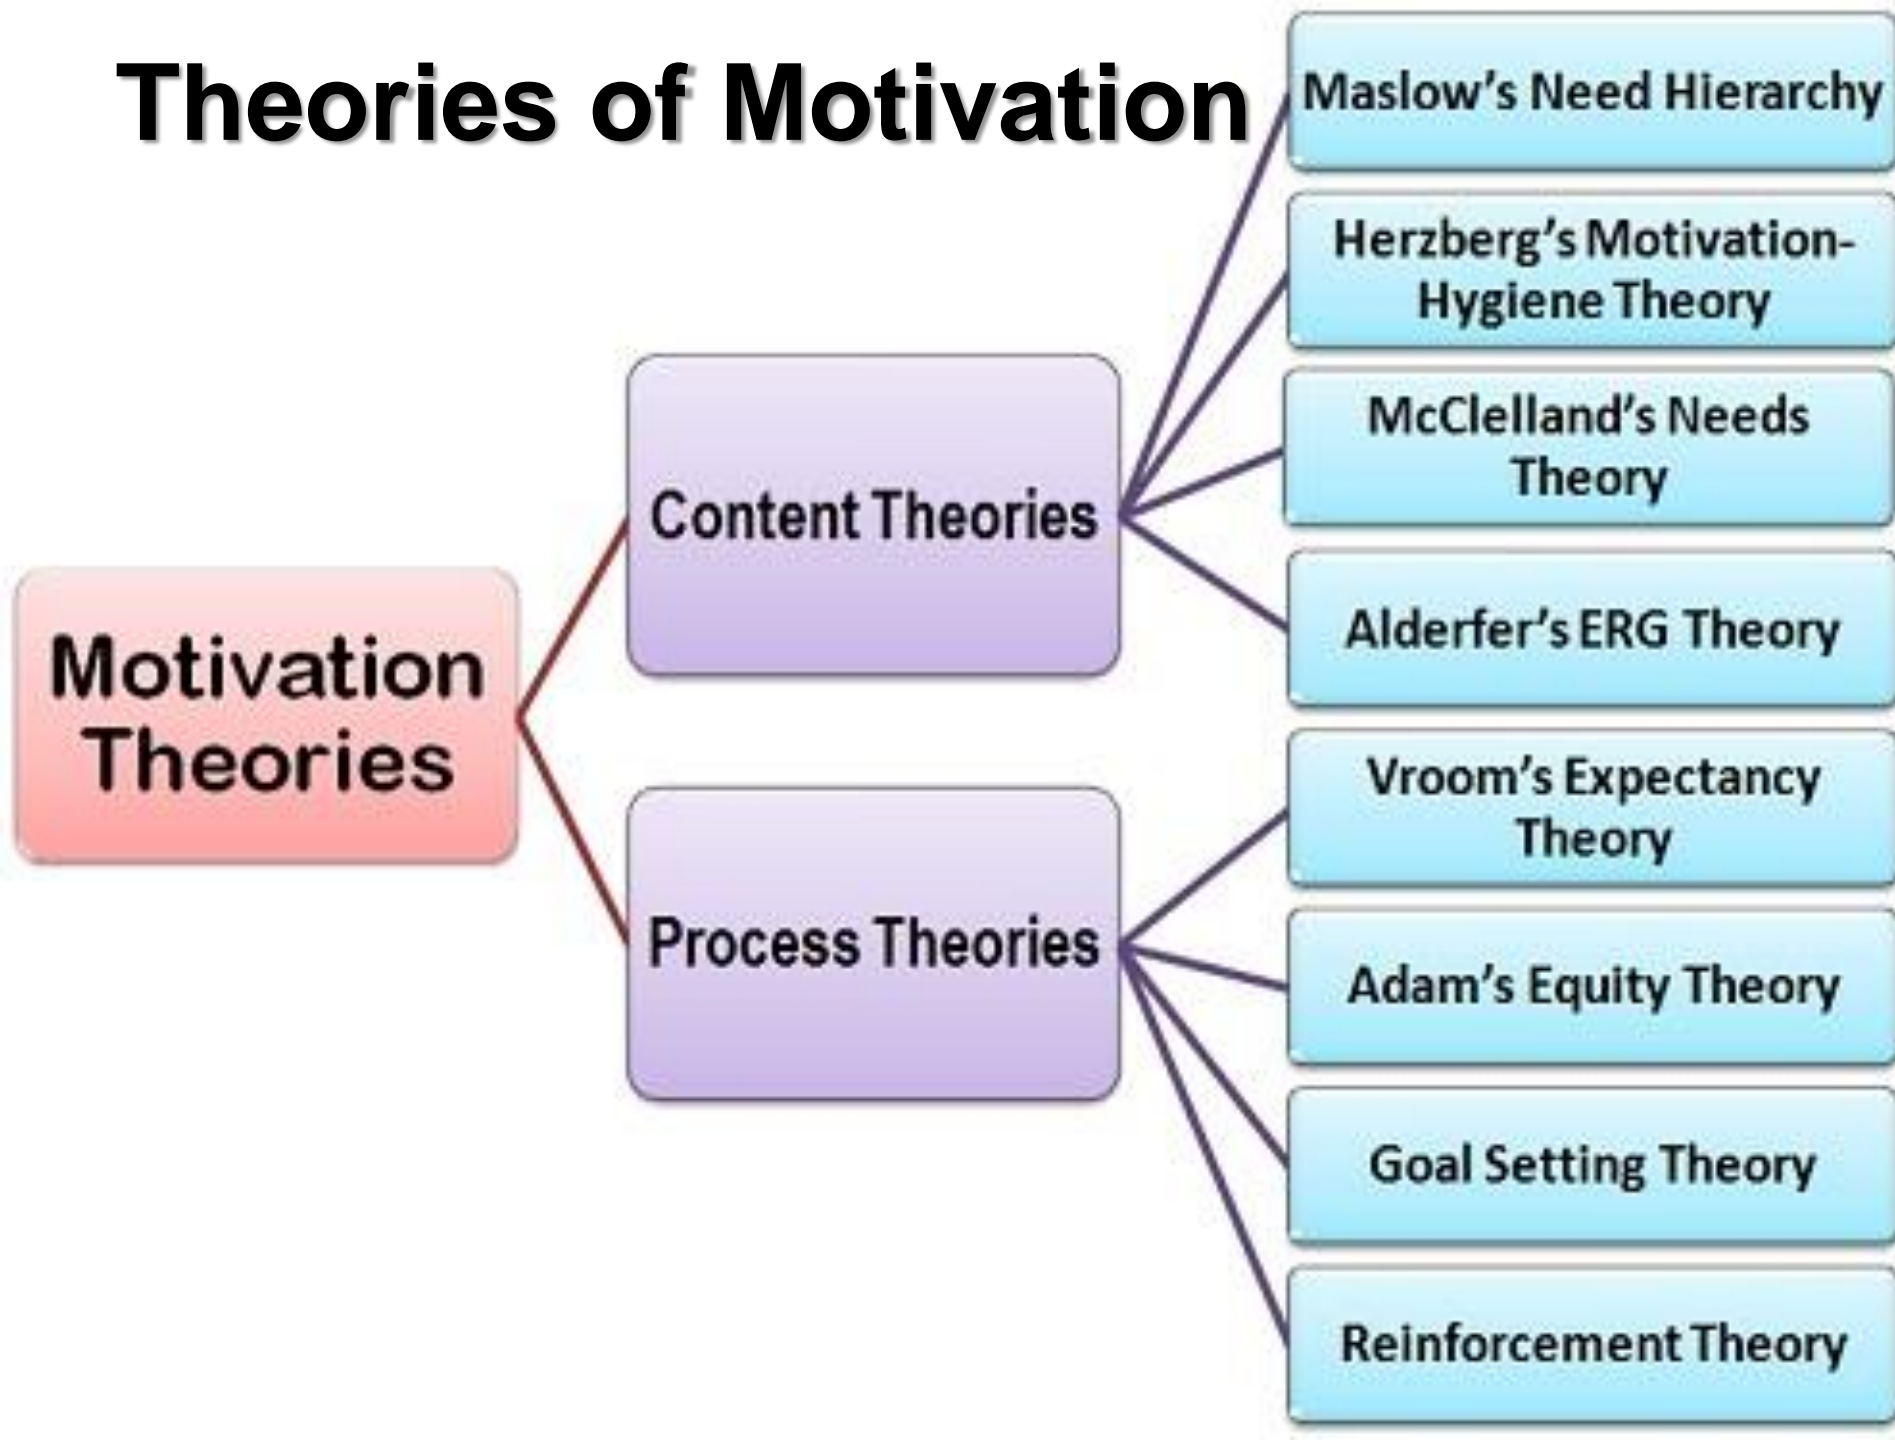 Theories of Motivation
Motivation
Theories
Content Theories
Process Theories
Maslow’s Need Hierarchy
Herzberg’s Motivation-
Hygiene Theory
McClelland’s Needs
Theory
Alderfer’s ERG Theory
Vroom’s Expectancy
Theory
Adam’s Equity Theory
Goal Setting Theory
Reinforcement Theory